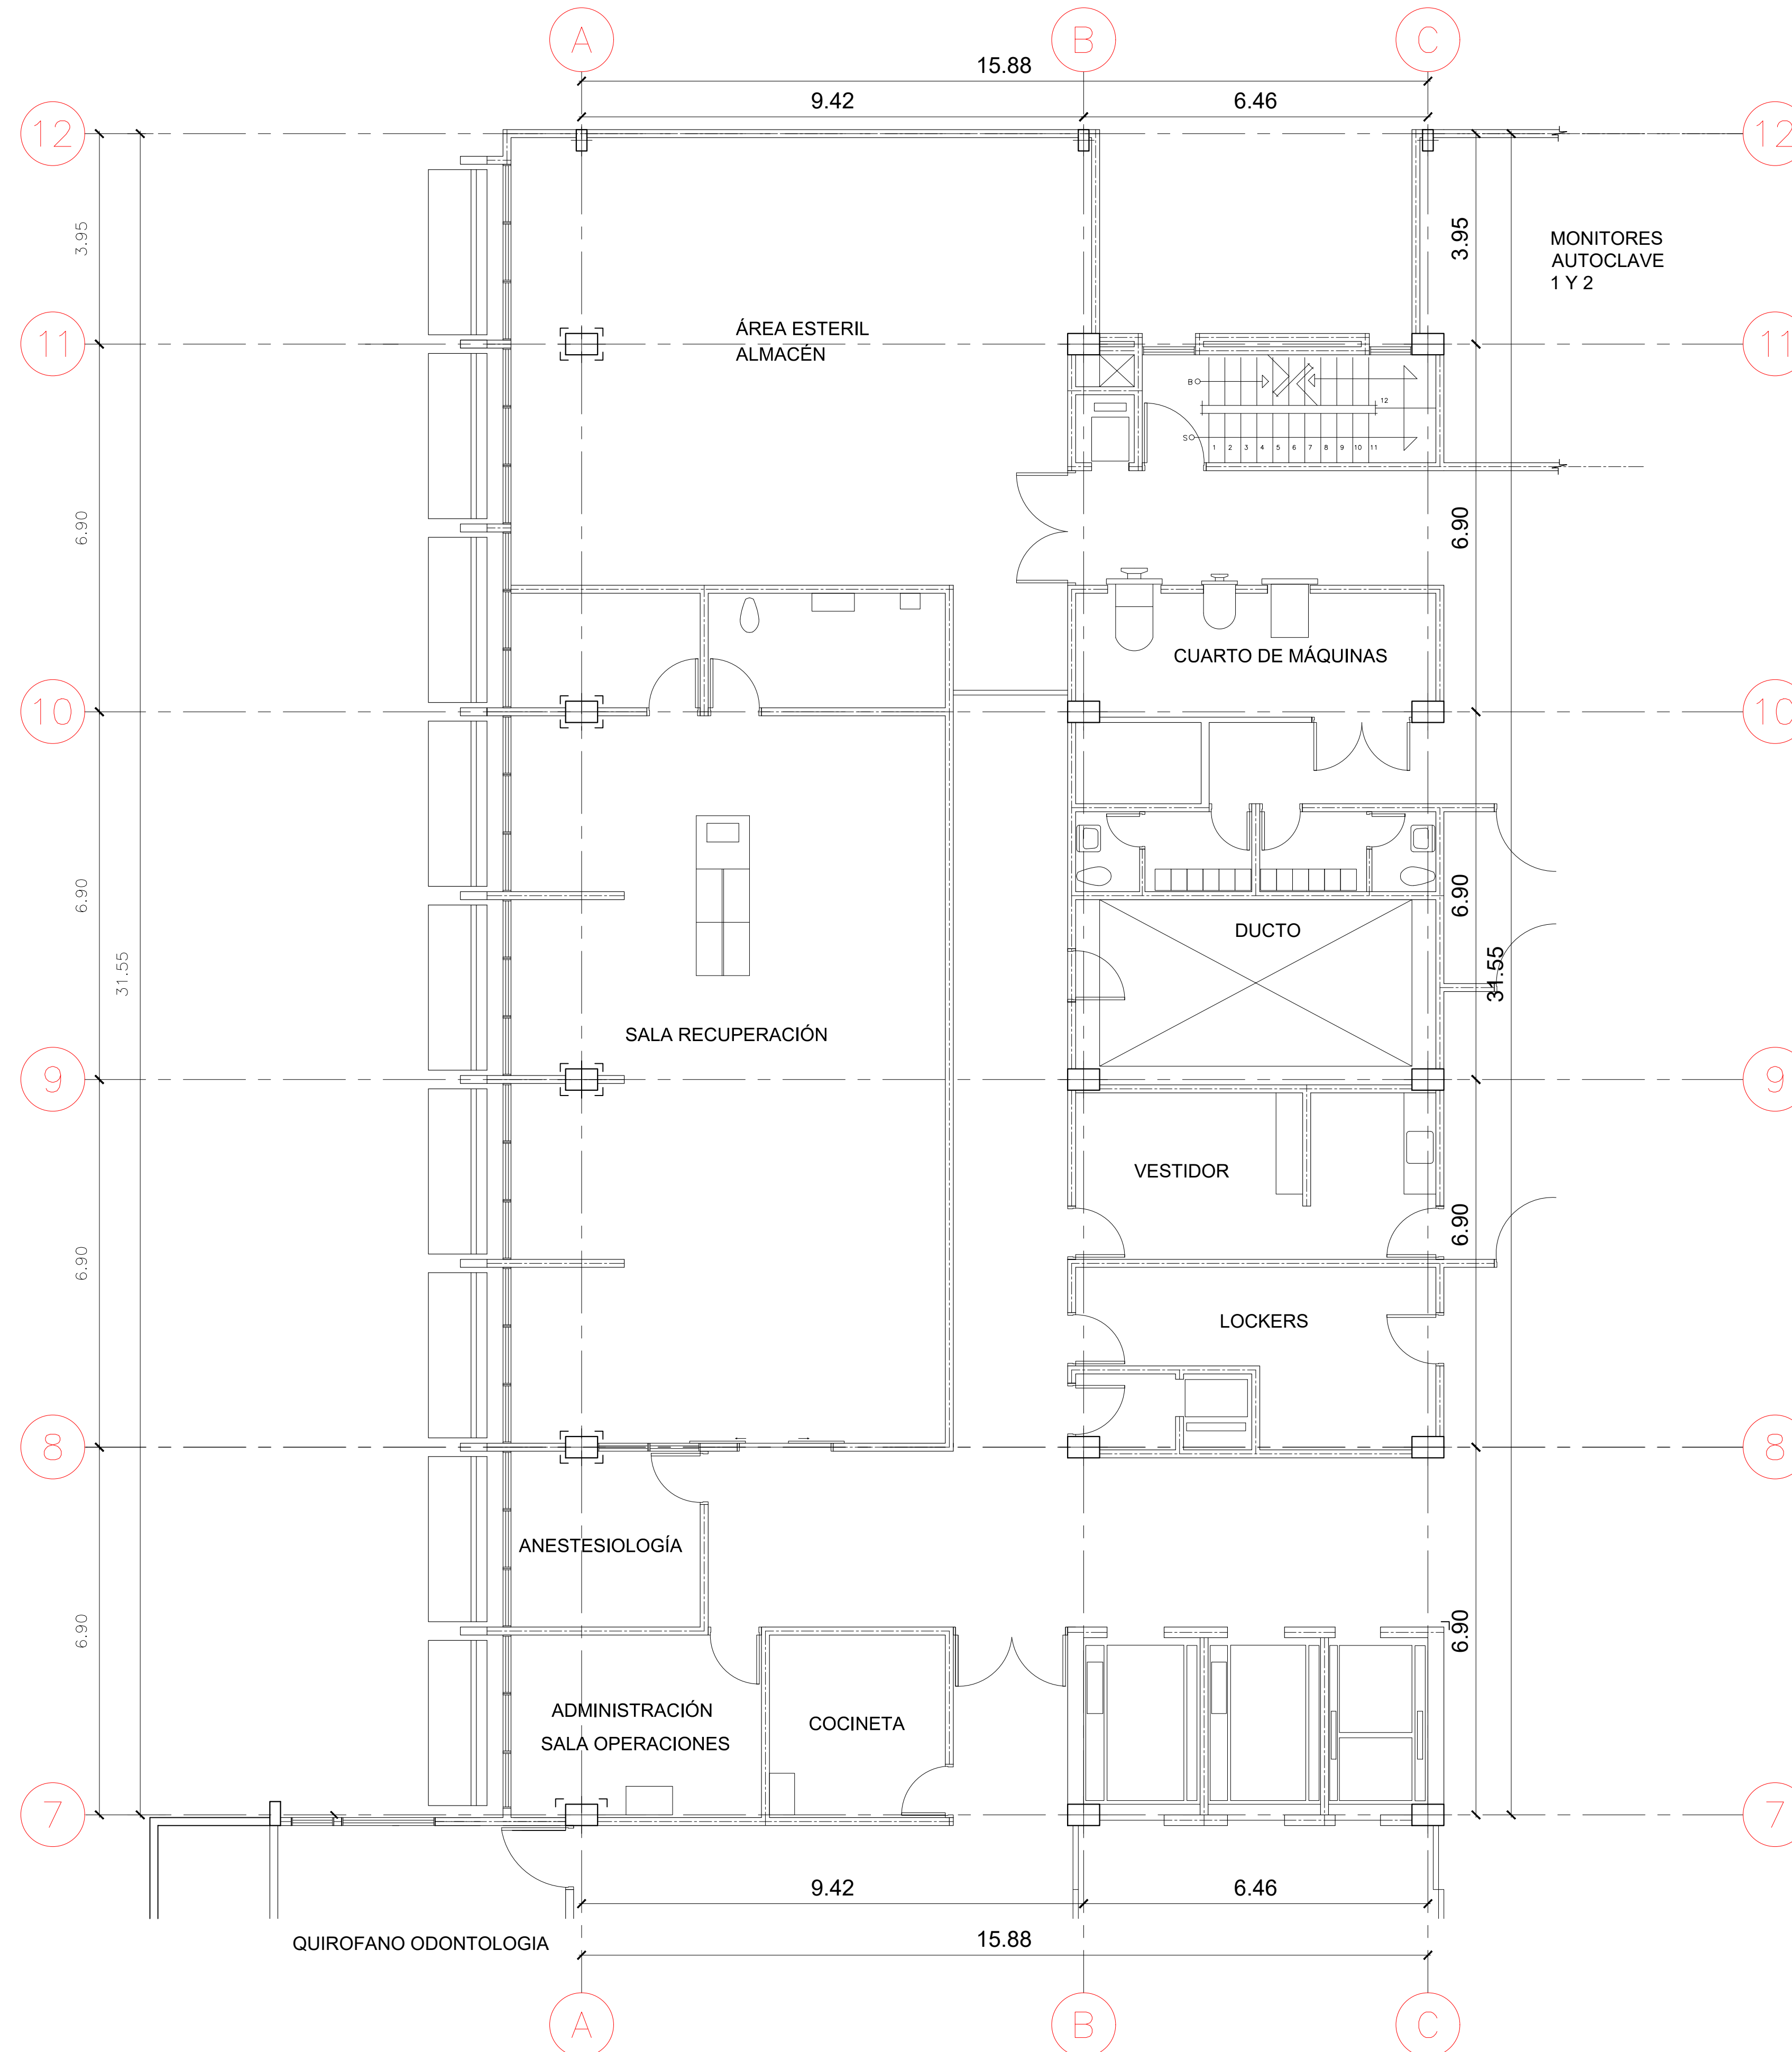 A
B
C
15.88
9.42
6.46
12
12
3.95
3.95
MONITORES
AUTOCLAVE
1 Y 2
ÁREA ESTERIL
ALMACÉN
11
11
B
12
S
1 2 3 4 5 6 7 8 9 10 11
6.90
6.90
CUARTO DE MÁQUINAS
10
10
6.90
6.90
DUCTO
31.55
31.55
SALA RECUPERACIÓN
9
9
VESTIDOR
6.90
6.90
LOCKERS
8
8
ANESTESIOLOGÍA
6.90
6.90
ADMINISTRACIÓN
SALA OPERACIONES
COCINETA
7
7
9.42
6.46
QUIROFANO ODONTOLOGIA
15.88
A
B
C